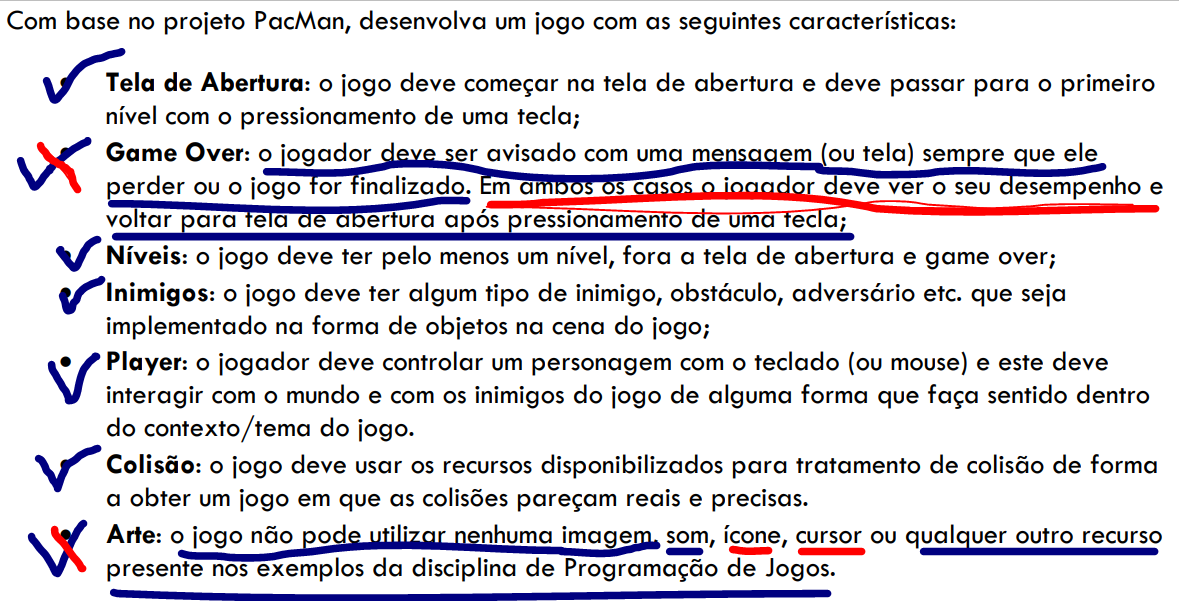 Com base no projeto PacMan, desenvolva um jogo com as seguintes características:
• Tela de Abertura: o jogo deve começar na tela de abertura e deve passar para o primeiro
nível com o pressionamento de uma tecla;
• Game Over: o jogador deve ser avisado com uma mensagem (ou tela) sempre que ele
perder ou o jogo for finalizado. Em ambos os casos o jogador deve ver o seu desempenho e
voltar para tela de abertura após pressionamento de uma tecla;
• Níveis: o jogo deve ter pelo menos um nível, fora a tela de abertura e game over;
• Inimigos: o jogo deve ter algum tipo de inimigo, obstáculo, adversário etc. que seja
implementado na forma de objetos na cena do jogo;
• Player: o jogador deve controlar um personagem com o teclado (ou mouse) e este deve
interagir com o mundo e com os inimigos do jogo de alguma forma que faça sentido dentro
do contexto/tema do jogo.
• Colisão: o jogo deve usar os recursos disponibilizados para tratamento de colisão de forma
a obter um jogo em que as colisões pareçam reais e precisas.
• Arte: o jogo não pode utilizar nenhuma imagem, som, ícone, cursor ou qualquer outro recurso
presente nos exemplos da disciplina de Programação de Jogos.